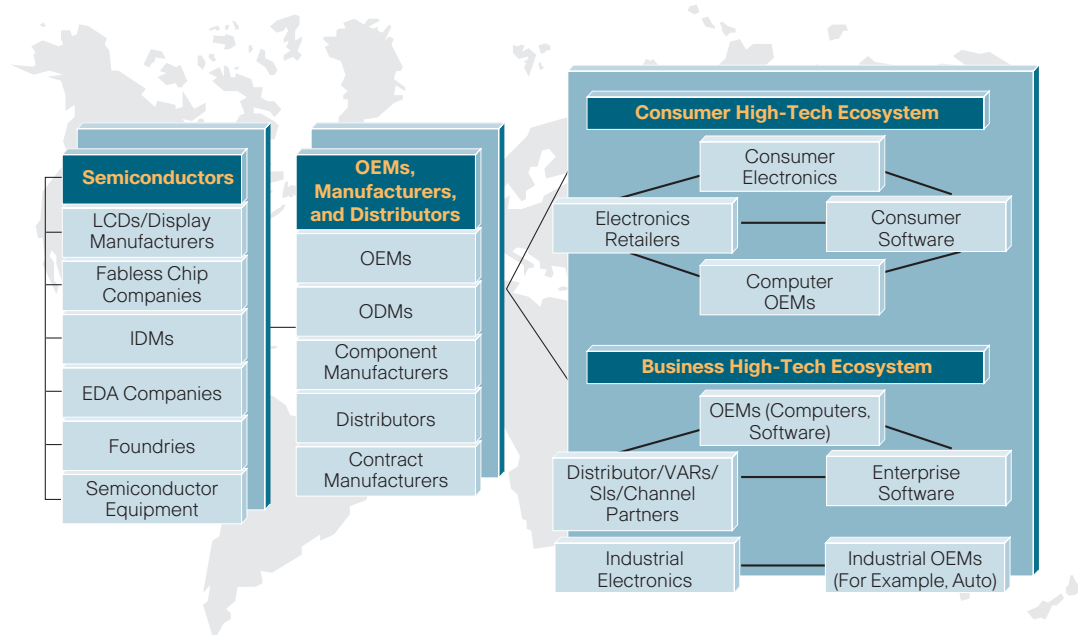 Semiconductors
LCDs/Display
Manufacturers
Fabless Chip
Companies
IDMs
EDA Companies
Foundries
Semiconductor
Equipment
OEMs,
Manufacturers,
and Distributors
OEMs
ODMs
Component
Manufacturers
Distributors
Contract
Manufacturers
Consumer High-Tech Ecosystem
Consumer
Electronics
Electronics
Retailers
Consumer
Software
Computer
OEMs
Business High-Tech Ecosystem
OEMs (Computers,
Software)
Distributor/VARs/
SIs/Channel
Partners
Enterprise
Software
Industrial
Electronics
Industrial OEMs
(For Example, Auto)